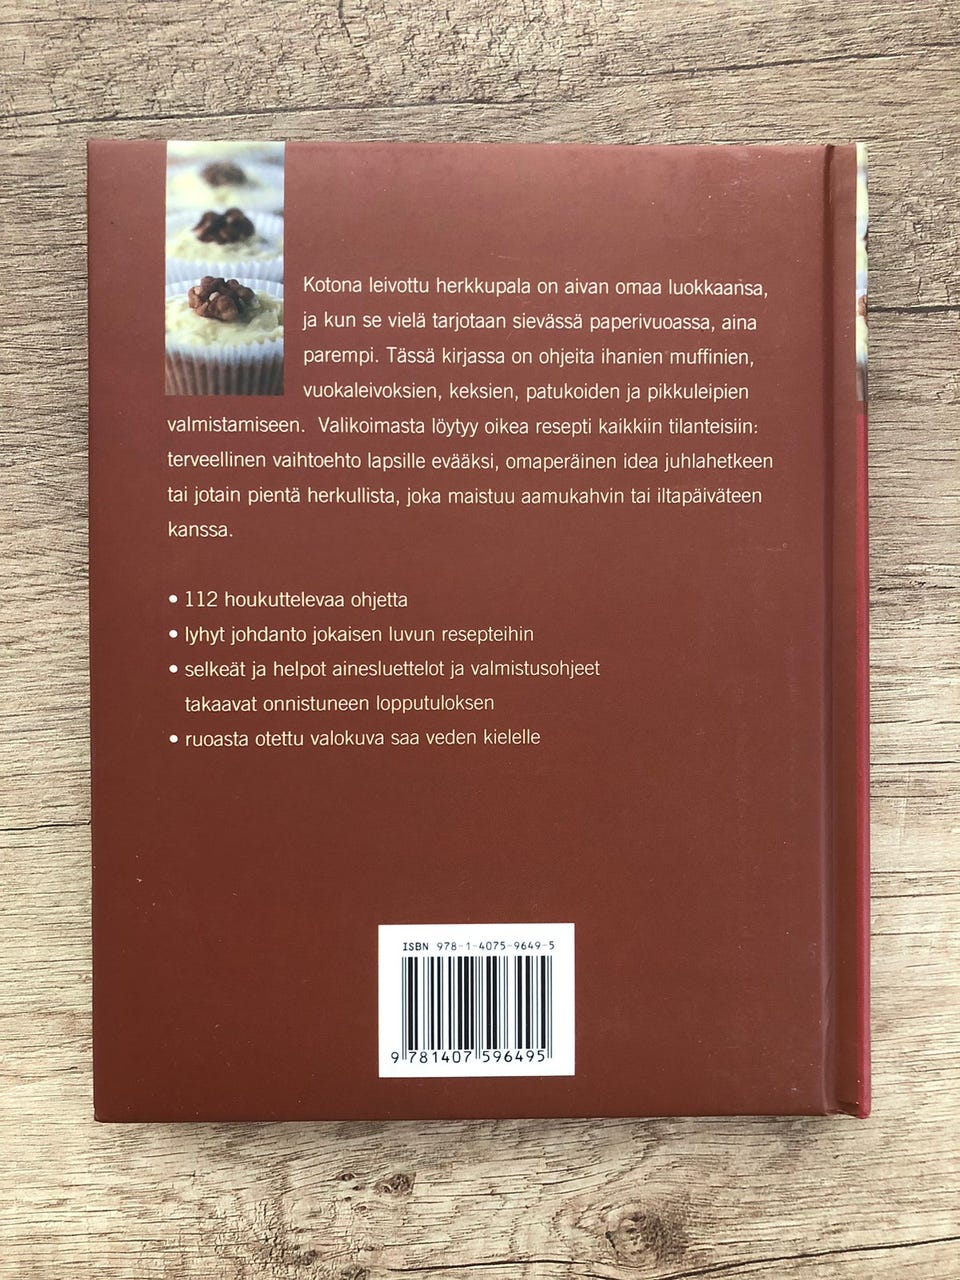 Kotona leivottu herkkupala on aivan omaa luokkaansa,
ja kun se vielä tarjotaan sievässä paperivuoassa, aina
parempi. Tässä kirjassa on ohjeita ihanien muffinien,
vuokaleivoksien, keksien, patukoiden ja pikkuleipien
valmistamiseen. Valikoimasta löytyy oikea resepti kaikkiin tilanteisiin:
terveellinen vaihtoehto lapsille evääksi, omaperäinen idea juhlahetkeen
tai jotain pientä herkullista, joka maistuu aamukahvin tai iltapäiväteen
kanssa.
• 112 houkuttelevaa ohjetta
• lyhyt johdanto jokaisen luvun resepteihin
• selkeät ja helpot ainesluettelot ja valmistusohjeet
takaavat onnistuneen lopputuloksen
• ruoasta otettu valokuva saa veden kielelle
ISBN 978-1-4075-9649-5
9 781407 596495